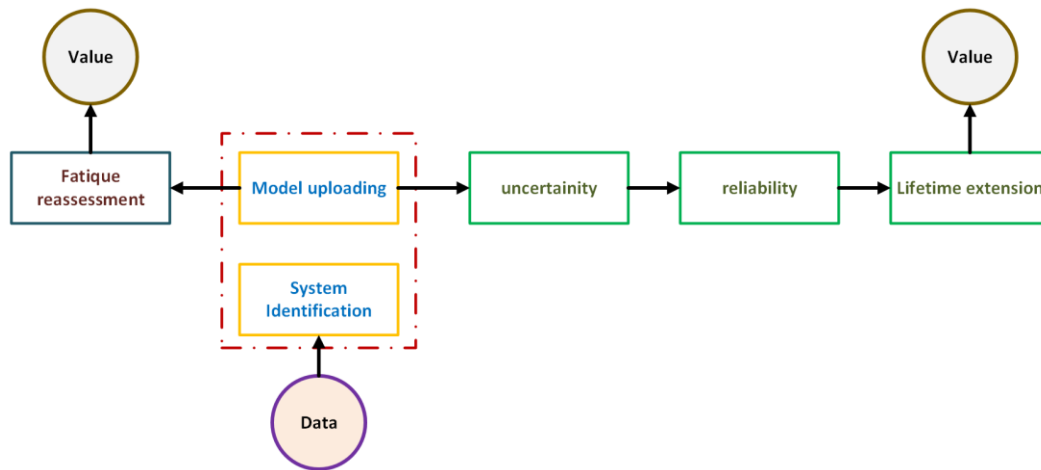 Value
Value
Fatique
reassessment
Model uploading
uncertainity
reliability
Lifetime extension
System
Identification
Data